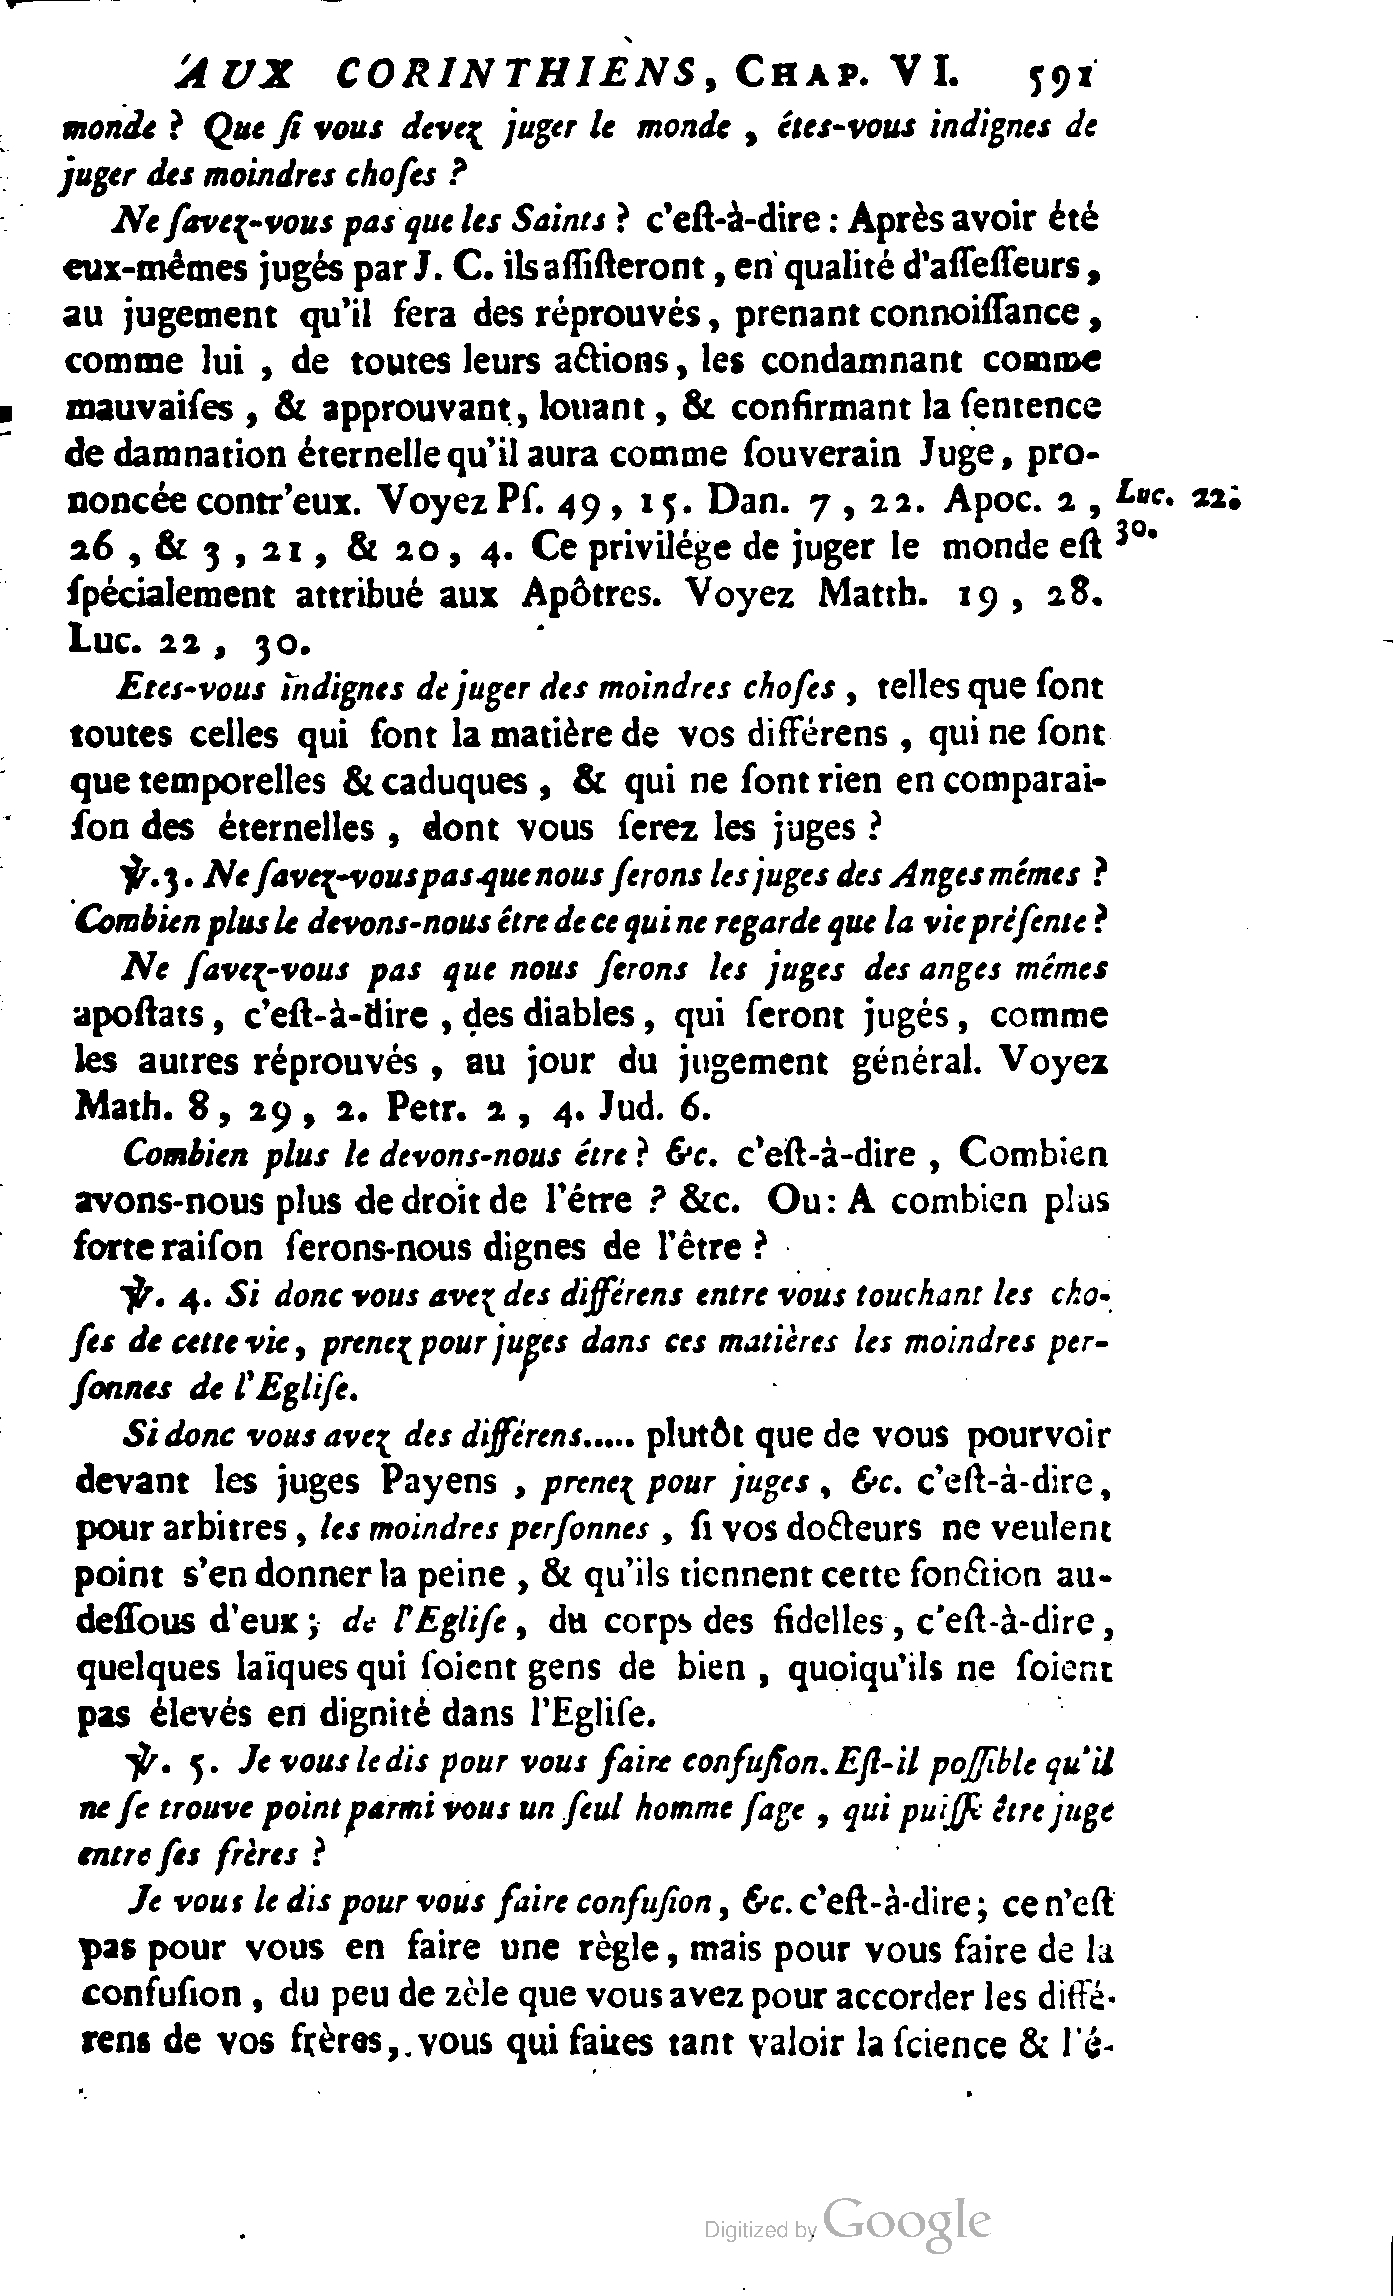 AUX CORINTHIENS, CHAP. VI. 591
monde ? Que ſi vous devez juger le monde , étes-vous indignes de
juger des moindres choſes ?
Ne ſavez-vous pas que les Saints ? c'eſt-à-dire : Après avoir été
eux-mêmes jugés par J. C. ils aſſiſteront , en qualité d'aſſeſſeurs ,
au jugement qu'il fera des réprouvés , prenant connoiſſance ,
comme lui , de toutes leurs actions , les condamnant comme
mauvaiſes , & approuvant , louant , & confirmant la ſentence
de damnation éternelle qu'il aura comme ſouverain Juge , pro-
noncée contr'eux. Voyez Pſ. 49 , 15. Dan. 7 , 22. Apoc. 2 ,
Luc. 22.
30.
26 , & 3 , 21 , & 20 , 4. Ce privilége de juger le monde eſt
ſpécialement attribué aux Apôtres. Voyez Matth. 19 , 28.
Luc. 22 , 30.
Etes-vous indignes de juger des moindres choſes , telles que ſont
toutes celles qui font la matière de vos différens , qui ne ſont
que temporelles & caduques , & qui ne ſont rien en comparai-
ſon des éternelles , dont vous ſerez les juges ?
℣. 3. Ne ſavez-vous pas que nous ſerons les juges des Anges mémes ?
Combien plus le devons-nous être de ce qui ne regarde que la vie préſente ?
Ne ſavez-vous pas que nous ſerons les juges des anges mêmes
apoſtats , c'eſt-à-dire , des diables , qui ſeront jugés , comme
les autres réprouvés , au jour du jugement général. Voyez
Math. 8 , 29 , 2. Petr. 2 , 4. Jud. 6.
Combien plus le devons-nous étre ? &c. c'eſt-à-dire , Combien
avons-nous plus de droit de l'étre ? &c. Ou : A combien plus
forte raiſon ſerons-nous dignes de l'être ?
℣. 4. Si donc vous avez des différens entre vous touchant les cho-
ſes de cette vie , prenez pour juges dans ces matières les moindres per-
ſonnes de l'Egliſe.
Si donc vous avez des différens..... plutôt que de vous pourvoir
devant les juges Payens , prenez pour juges , &c. c'eſt-à-dire ,
pour arbitres , les moindres perſonnes , ſi vos docteurs ne veulent
point s'en donner la peine , & qu'ils tiennent cette fonction au-
deſſous d'eux ; de l'Egliſe , du corps des fidelles , c'eſt-à-dire ,
quelques laïques qui ſoient gens de bien , quoiqu'ils ne ſoient
pas élevés en dignité dans l'Egliſe.
℣. 5. Je vous le dis pour vous faire confuſion. Eſt-il poſſible qu'il
ne ſe trouve point parmi vous un ſeul homme ſage , qui puiſſe être juge
entre ſes frères ?
Je vous le dis pour vous faire confuſion , &c. c'eſt-à-dire ; ce n'eſt
pas pour vous en faire une règle , mais pour vous faire de la
confuſion , du peu de zèle que vous avez pour accorder les diffé-
rens de vos frères , vous qui faites tant valoir la ſcience & l'é-
Digitized by Google